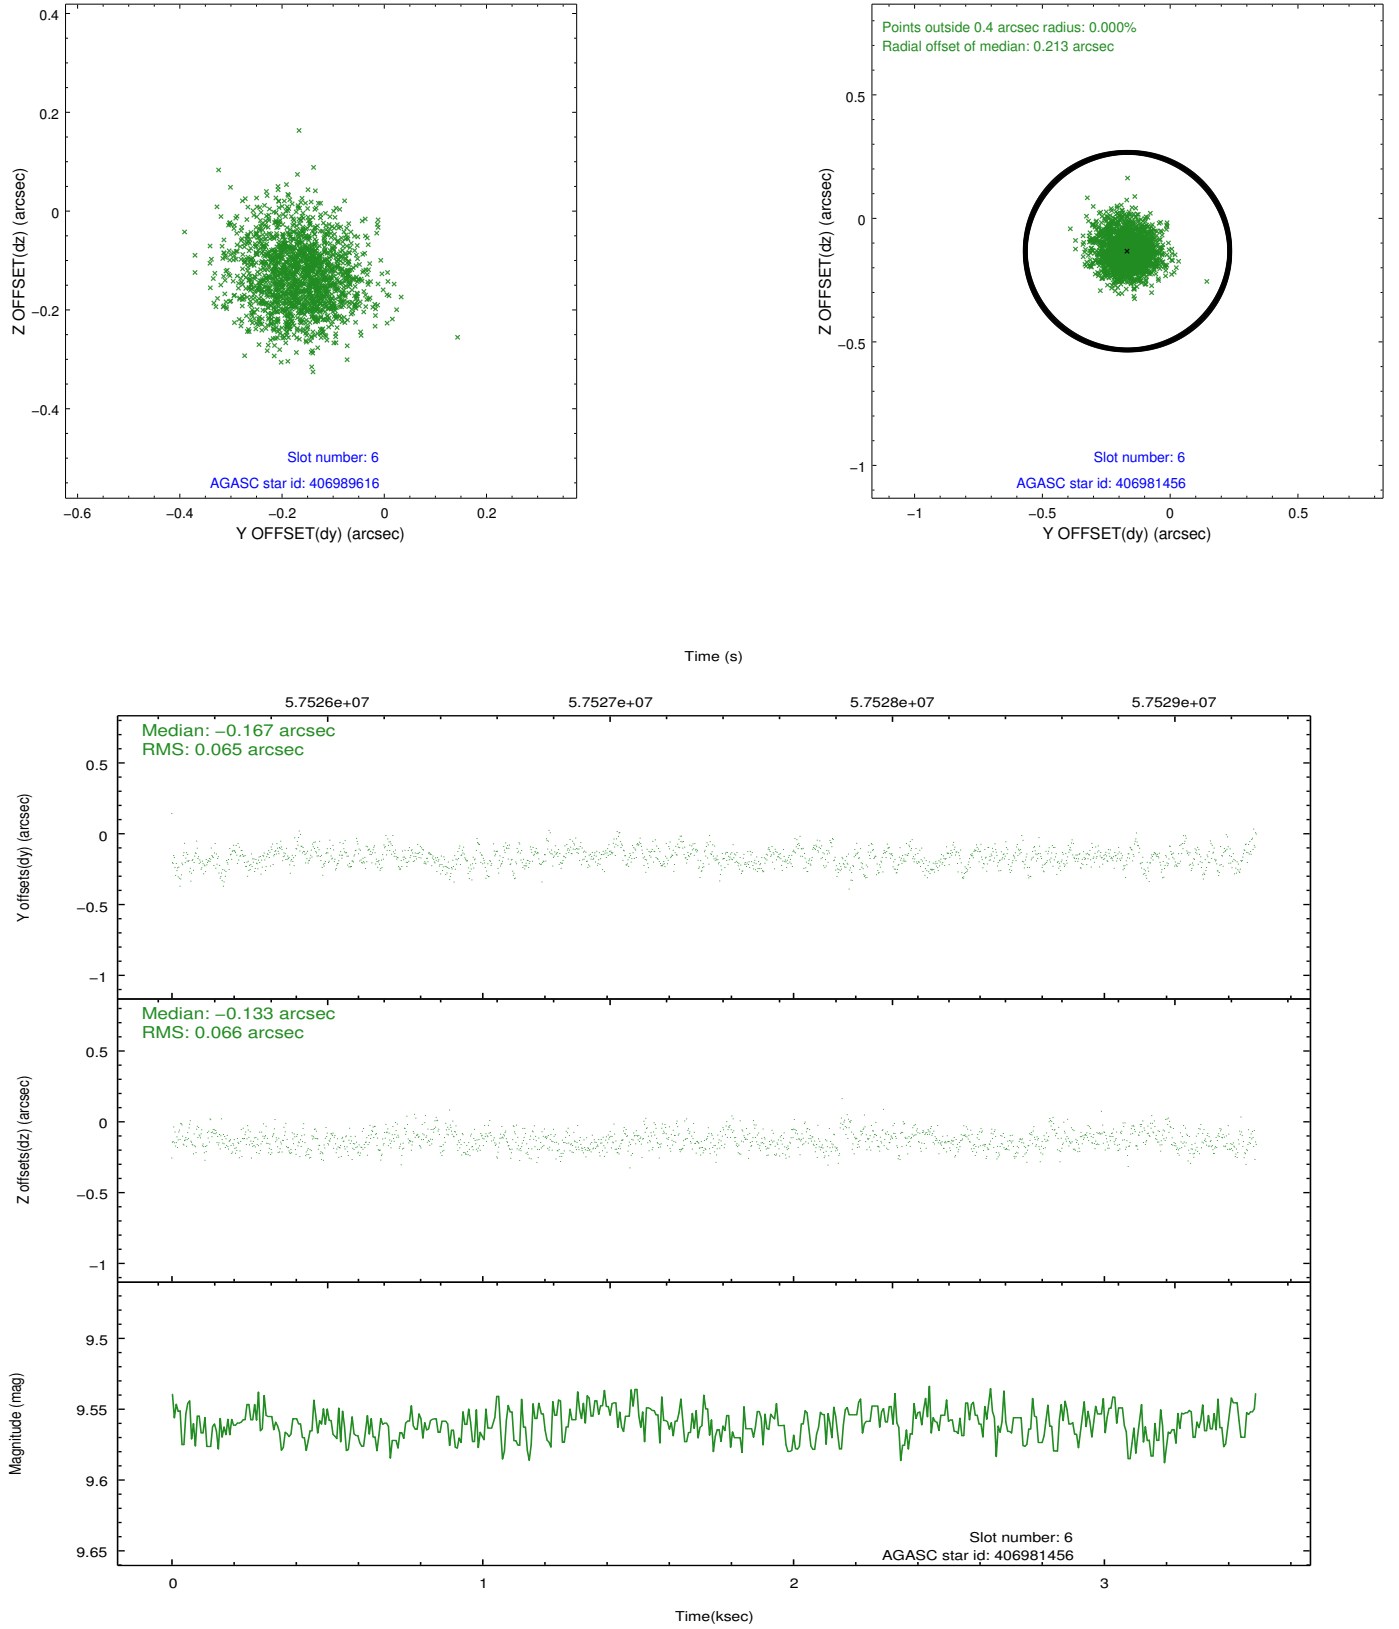 0.4
0.2
0
−0.2
−0.4
Z OFFSET(dz) (arcsec)
Slot number: 6
AGASC star id: 406989616
−0.6
−0.4
−0.2
0
0.2
Y OFFSET(dy) (arcsec)
Points outside 0.4 arcsec radius: 0.000%
Radial offset of median: 0.213 arcsec
0.5
0
−0.5
−1
Z OFFSET(dz) (arcsec)
Slot number: 6
AGASC star id: 406981456
−1
−0.5
0
0.5
Y OFFSET(dy) (arcsec)
Time (s)
5.7526e+07
5.7527e+07
5.7528e+07
5.7529e+07
Median: −0.167 arcsec
RMS: 0.065 arcsec
0.5
0
−0.5
−1
Y offsets(dy) (arcsec)
Median: −0.133 arcsec
RMS: 0.066 arcsec
0.5
0
−0.5
−1
Z offsets(dz) (arcsec)
9.5
9.55
9.6
9.65
Magnitude (mag)
Slot number: 6
AGASC star id: 406981456
0
1
2
3
Time(ksec)